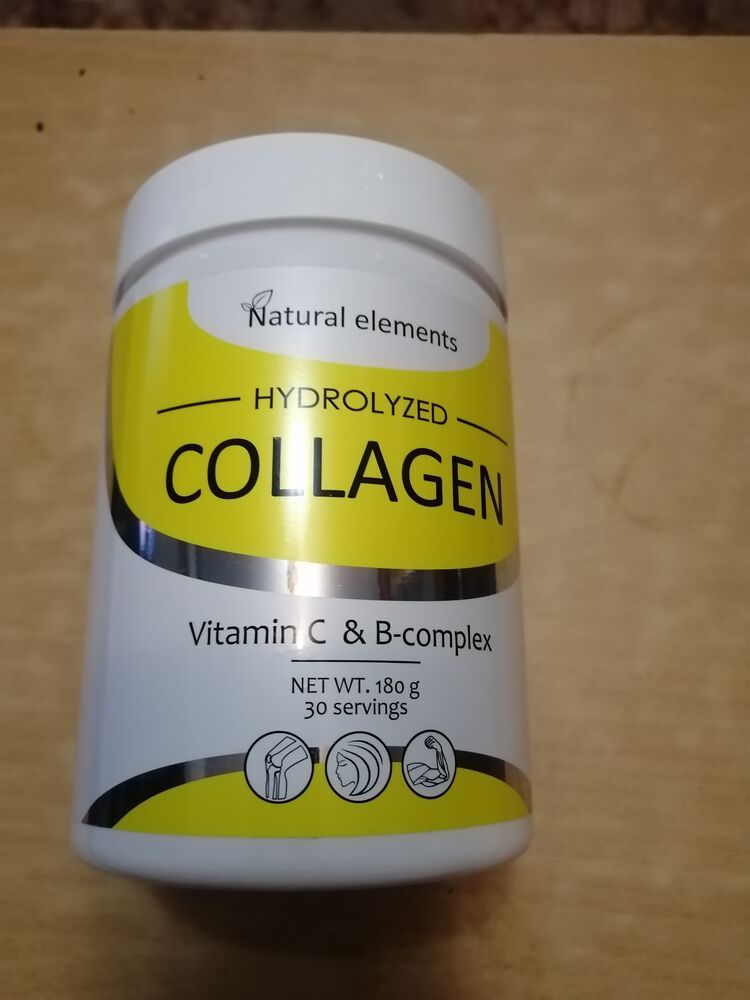 Natural elements
HYDROLYZED
COLLAGEN
Vitamin C & B-complex
NET WT. 180 g
30 servings